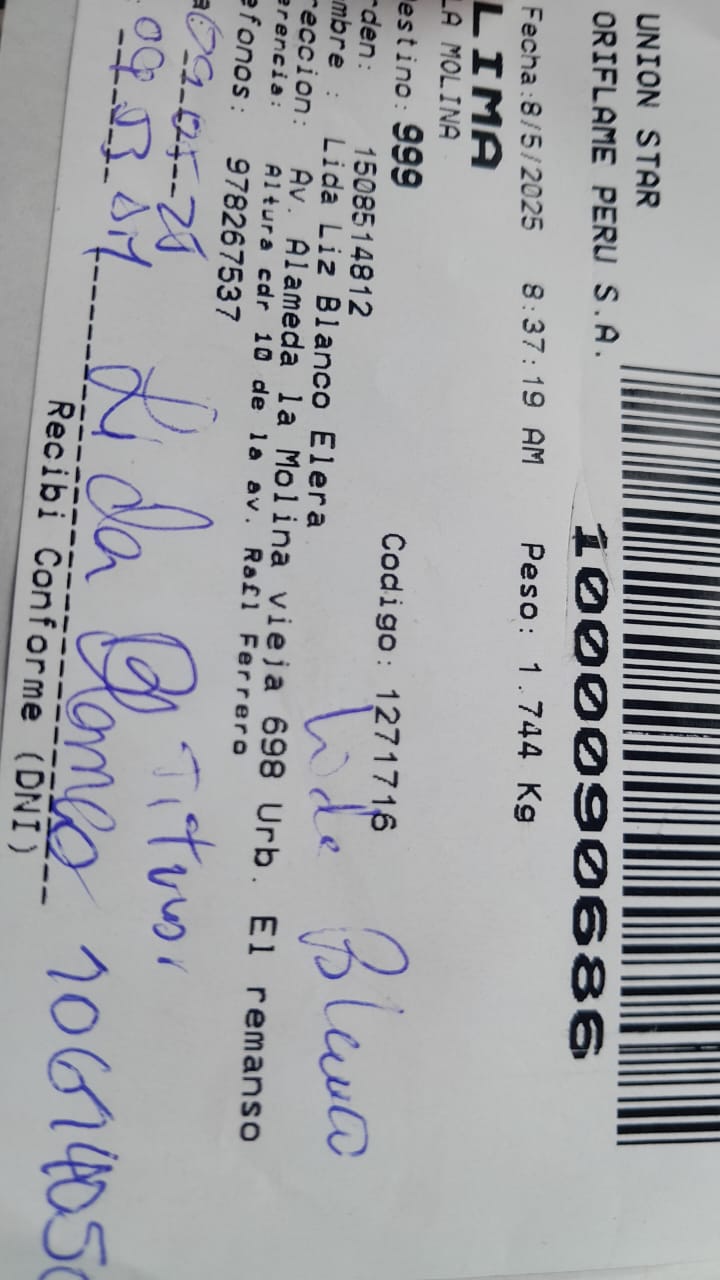 UNION STAR
ORIFLAME PERU S.A.
1000090686
Fecha:8/5/2025 8:37:19 AM Peso: 1.744 Kg
LIMA
LA MOLINA
estino: 999 Codigo: 1271716
rden: 1508514812
mbre : Lida Liz Blanco Elera
Lida Blanco
reccion: Av. Alameda la Molina vieja 698 Urb. El remanso
erencia: Altura cdr 10 de la av. Rafl Ferrero
efonos: 978267537
Titular
Lida Blanco
Recibi Conforme (DNI)